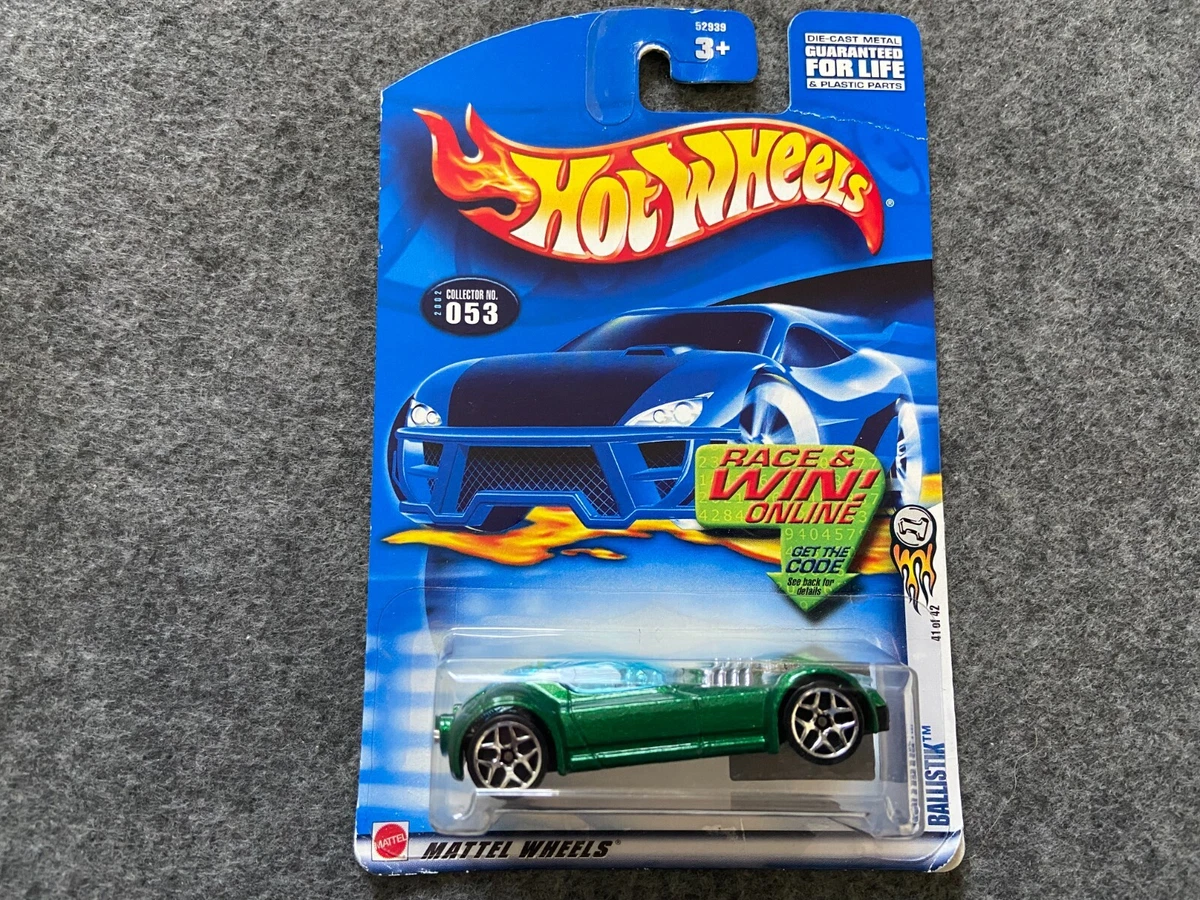 52939
3+
DIE-CAST METAL
GUARANTEED
FOR LIFE
& PLASTIC PARTS
HOT WHEELS®
2002
COLLECTOR NO.
053
RACE &
WIN!
ONLINE
GET THE
CODE
See back for
details
41 of 42
BALLISTIK™
MATTEL
MATTEL WHEELS®